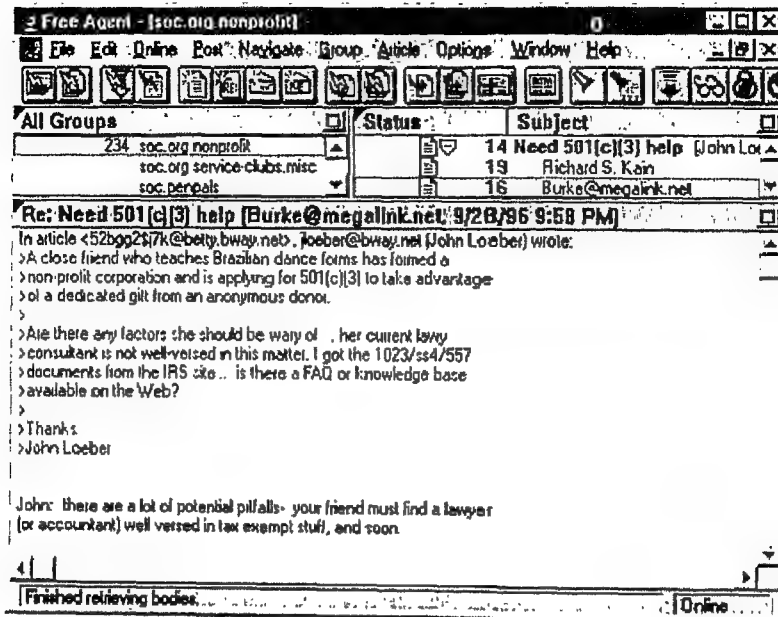 Free Agent - [soc.org.nonprofit]
File Edit Online Post Navigate Group Article Options Window Help
All Groups
Status
Subject
234 soc.org.nonprofit
soc.org.service-clubs.misc
soc.penpals
14 Need 501(c)(3) help [John Loe
19 Richard S. Kain
16 Burke@megalink.net
Re: Need 501(c)(3) help [Burke@megalink.net, 9/28/96 9:58 PM]
In article <52bgg2$j7k@betty.bway.net>, jloeber@bway.net (John Loeber) wrote:
>A close friend who teaches Brazilian dance forms has formed a
>non-profit corporation and is applying for 501(c)(3) to take advantage
>of a dedicated gift from an anonymous donor.
>
>Are there any factors she should be wary of .. her current lawy
>consultant is not well-versed in this matter. I got the 1023/ss4/557
>documents from the IRS site .. is there a FAQ or knowledge base
>available on the Web?
>
>Thanks
>John Loeber
John: there are a lot of potential pitfalls- your friend must find a lawyer
(or accountant) well versed in tax exempt stuff, and soon.
Finished retrieving bodies
Online